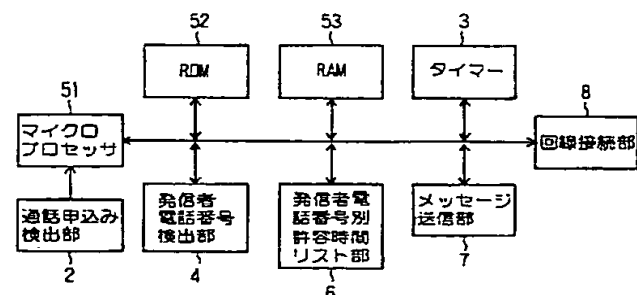 52
53
3
ROM
RAM
タイマー
51
8
マイクロ
プロセッサ
回線接続部
通話申込み
検出部
発信者
電話番号
検出部
発信者電
話番号別
許容時間
リスト部
メッセージ
送信部
2
4
6
7